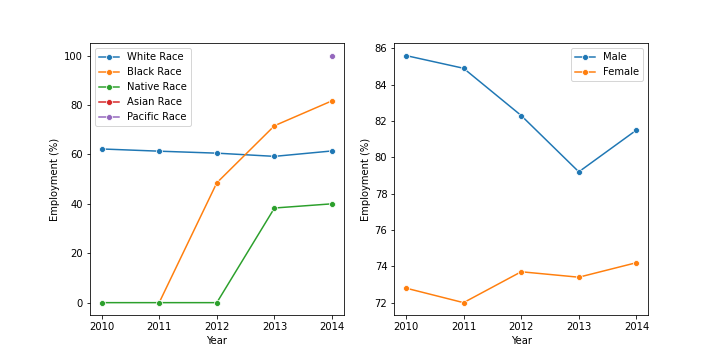 White Race
Black Race
Native Race
Asian Race
Pacific Race
100
80
60
40
20
0
Employment (%)
2010 2011 2012 2013 2014
Year
Male
Female
86
84
82
80
78
76
74
72
Employment (%)
2010 2011 2012 2013 2014
Year